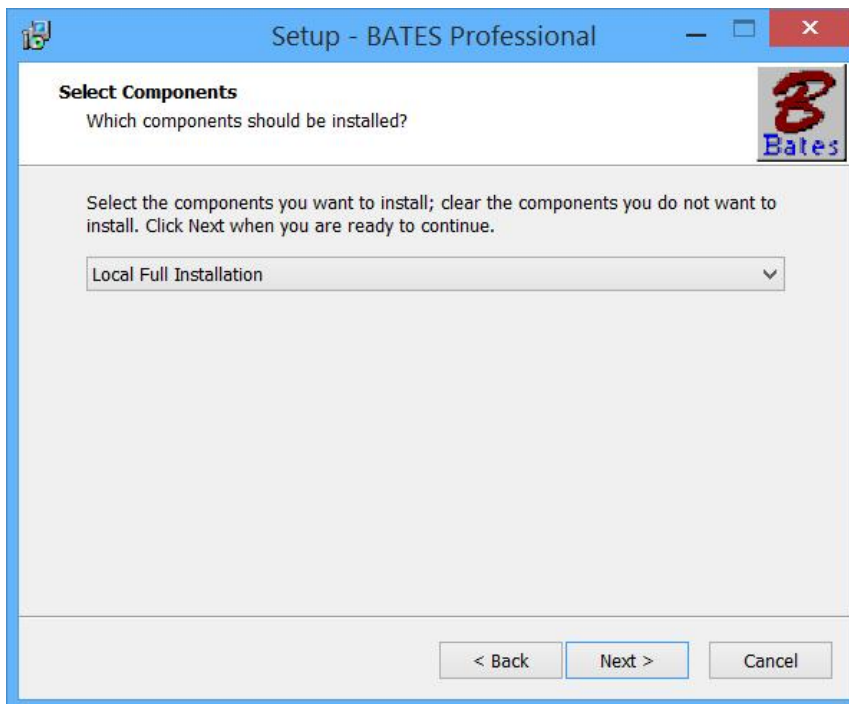 Setup - BATES Professional
Select Components
Which components should be installed?
B
Bates
Select the components you want to install; clear the components you do not want to
install. Click Next when you are ready to continue.
Local Full Installation
< Back
Next >
Cancel